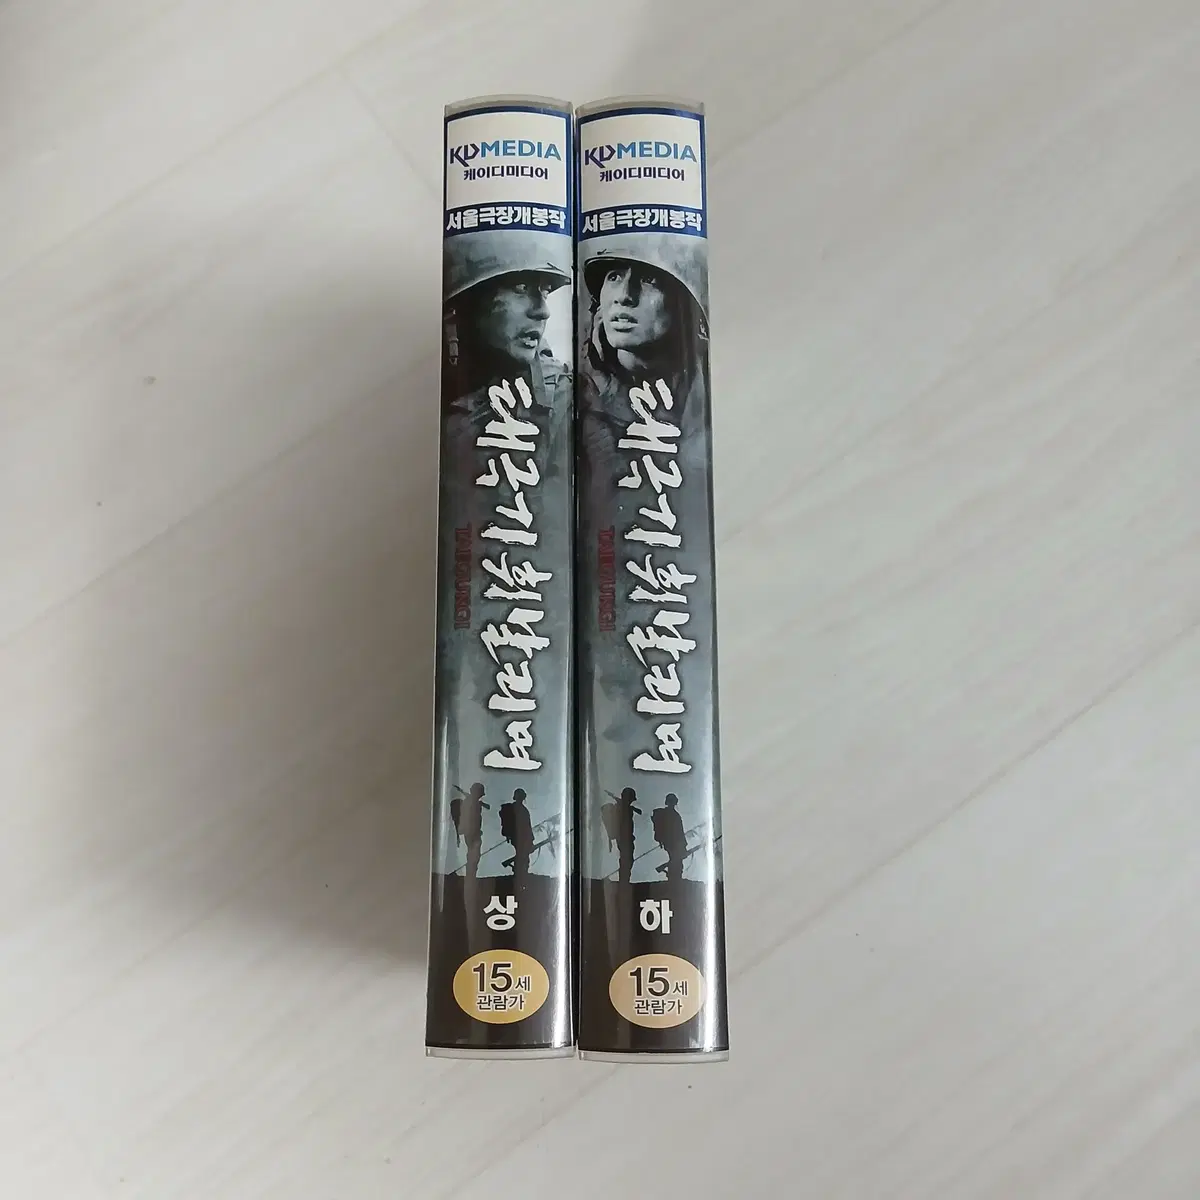 KDMEDIA
케이디미디어
서울극장개봉작
태극기 휘날리며
TAEGUKGI
상
15세
관람가
KDMEDIA
케이디미디어
서울극장개봉작
태극기 휘날리며
TAEGUKGI
하
15세
관람가